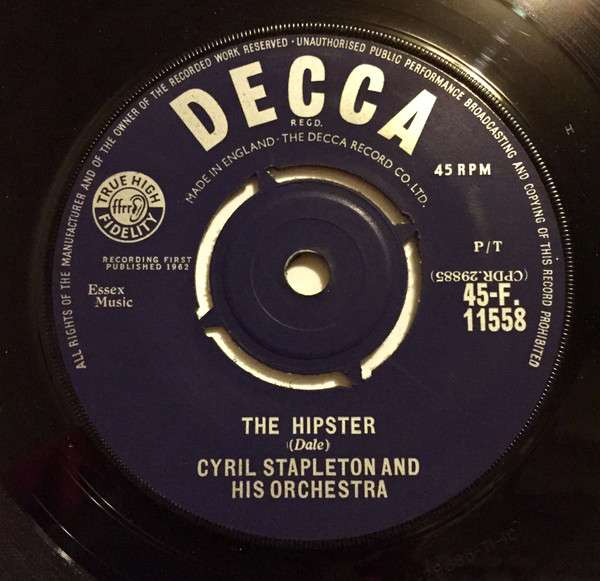 ALL RIGHTS OF THE MANUFACTURER AND OF THE OWNER OF THE RECORDED WORK RESERVED · UNAUTHORISED PUBLIC PERFORMANCE BROADCASTING AND COPYING OF THIS RECORD PROHIBITED
DECCA
REGD.
MADE IN ENGLAND · THE DECCA RECORD CO. LTD.
45 RPM
TRUE HIGH
ffrr
FIDELITY
RECORDING FIRST
PUBLISHED 1962
P/T
Essex
Music
(CPDR.29885)
45-F.
11558
THE HIPSTER
(Dale)
CYRIL STAPLETON AND
HIS ORCHESTRA